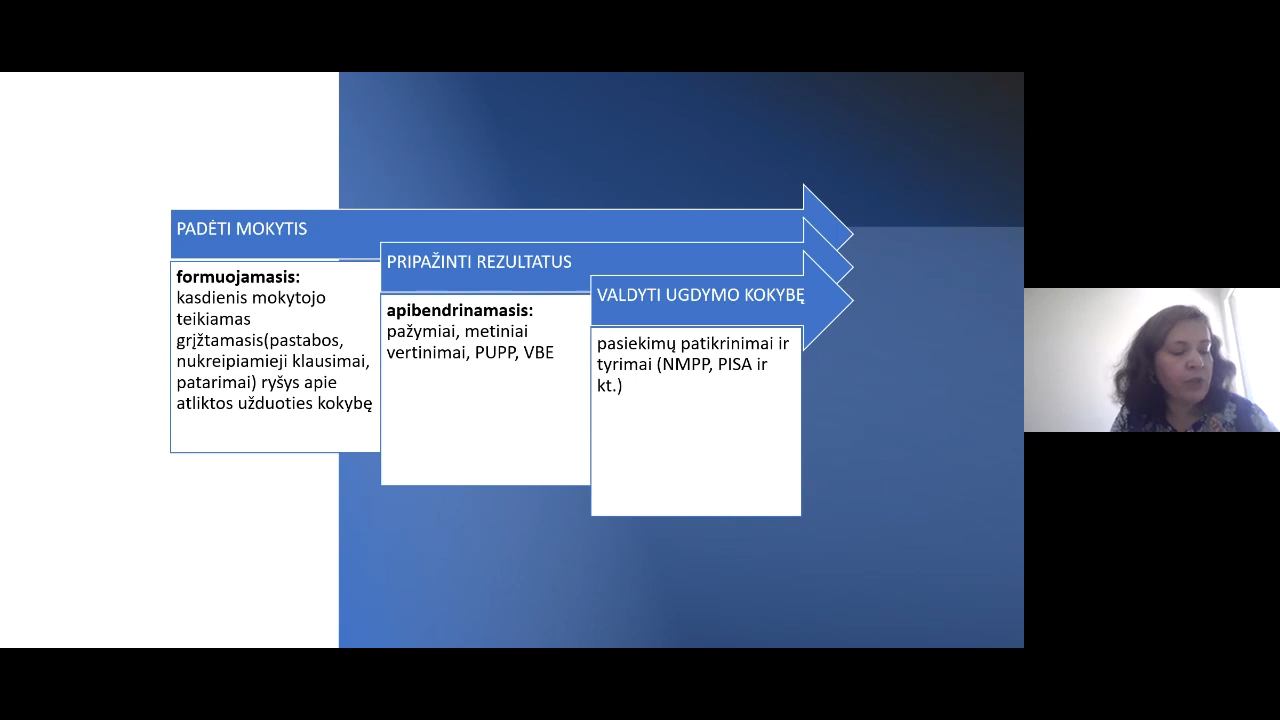 PADĖTI MOKYTIS
formuojamasis:
kasdienis mokytojo
teikiamas
grįžtamasis(pastabos,
nukreipiamieji klausimai,
patarimai) ryšys apie
atliktos užduoties kokybę
PRIPAŽINTI REZULTATUS
apibendrinamasis:
pažymiai, metiniai
vertinimai, PUPP, VBE
VALDYTI UGDYMO KOKYBĘ
pasiekimų patikrinimai ir
tyrimai (NMPP, PISA ir
kt.)